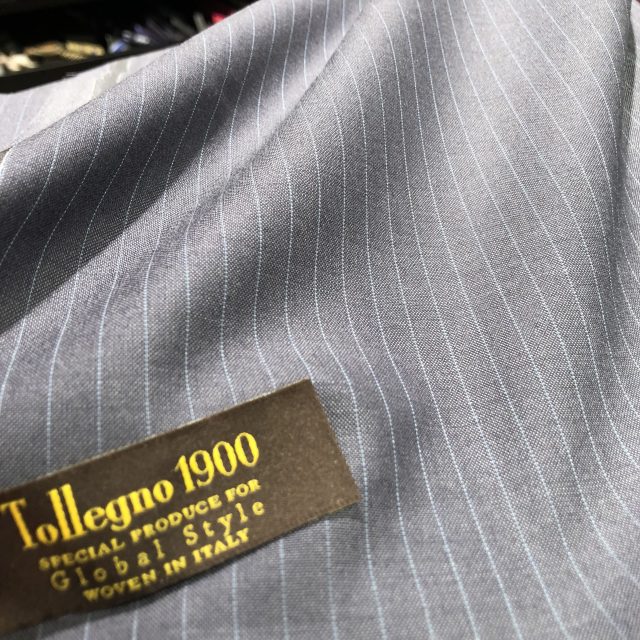 Tollegno 1900
SPECIAL PRODUCE FOR
Global Style
WOVEN IN ITALY